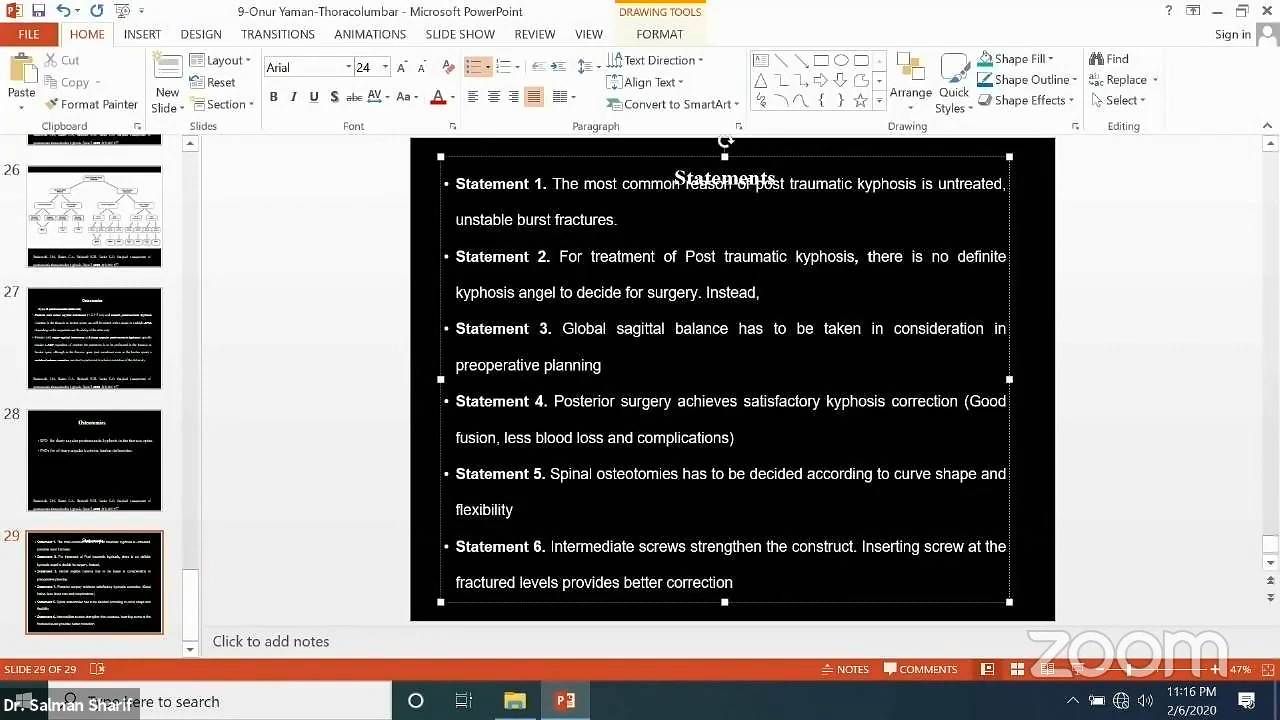 9-Onur Yaman-Thoracolumbar - Microsoft PowerPoint
DRAWING TOOLS
FILE HOME INSERT DESIGN TRANSITIONS ANIMATIONS SLIDE SHOW REVIEW VIEW FORMAT Sign in
Paste Cut Copy Format Painter Clipboard
New Slide Layout Reset Section Slides
Arial 24
B I U S abc AV Aa A Font
Text Direction Align Text Convert to SmartArt Paragraph
Arrange Quick Styles Shape Fill Shape Outline Shape Effects Drawing
Find Replace Select Editing
26
27
Osteotomies
28
Osteotomies
29
Statements
• Statement 1. The most common reason of post traumatic kyphosis is untreated,
unstable burst fractures.
• Statement 2. For treatment of Post traumatic kyphosis, there is no definite
kyphosis level to decide for surgery. Instead,
• Statement 3. Global sagittal balance has to be taken in consideration in
preoperative planning
• Statement 4. Posterior surgery achieves satisfactory kyphosis correction (Good
fusion, less blood loss and complications)
• Statement 5. Spinal osteotomies has to be decided according to curve shape and
flexibility
• Statement 6. Intermediate screws strengthen the construct. Inserting screws at the
fractured levels provides better correction
Click to add notes
SLIDE 29 OF 29 NOTES COMMENTS 47%
zoom
Type here to search
Dr. Salman Sharif
11:16 PM
2/6/2020